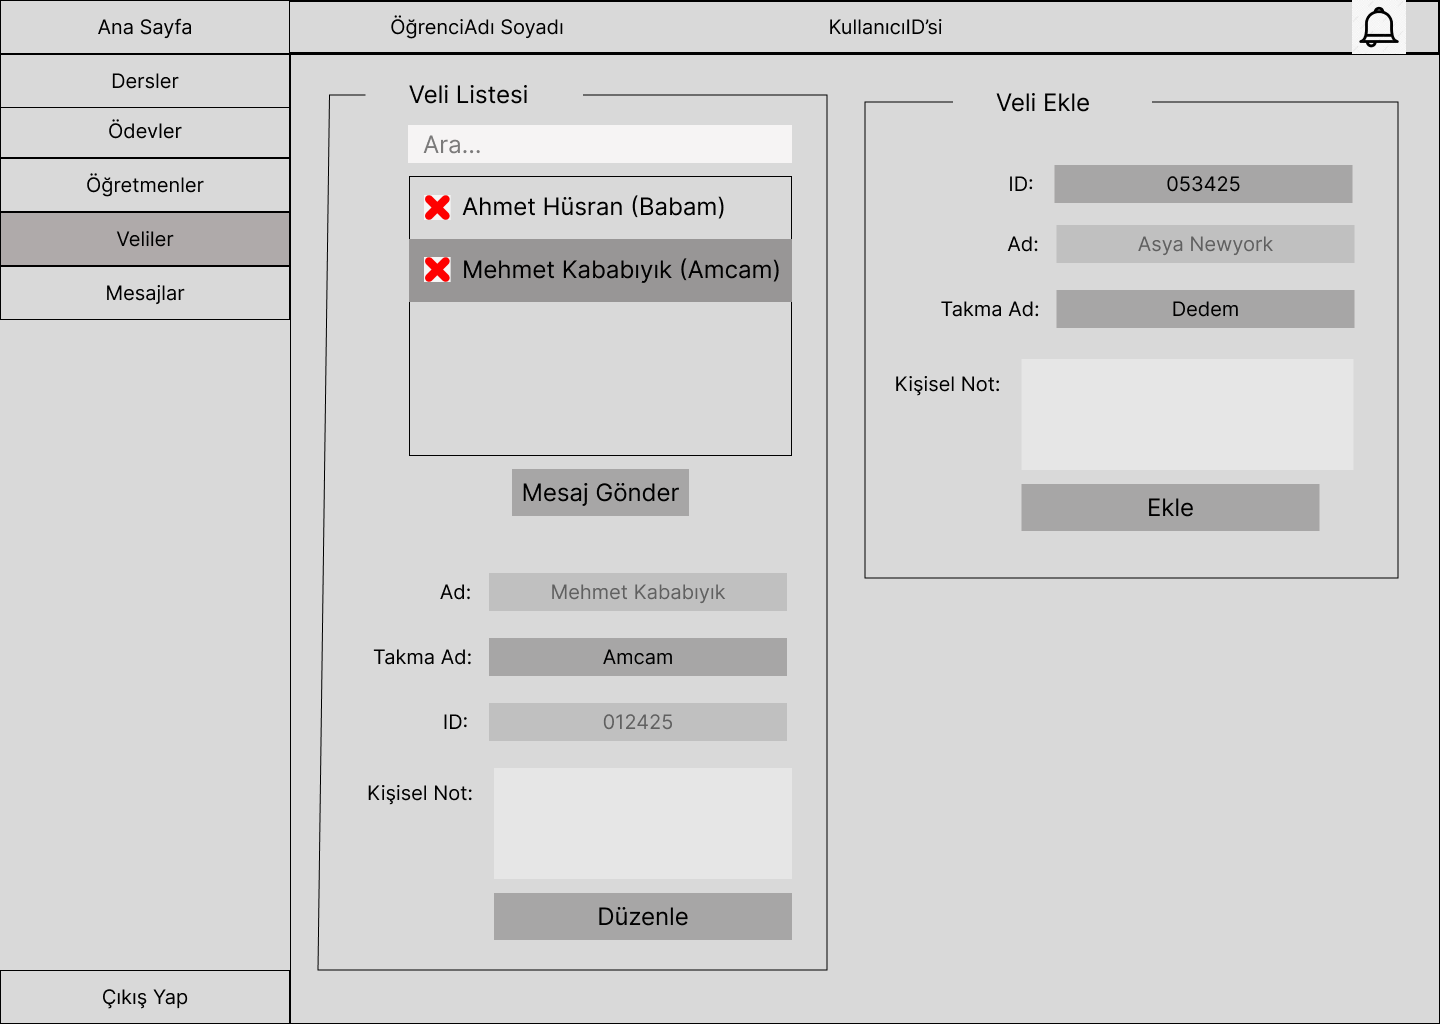 Ana Sayfa
ÖğrenciAdı Soyadı
KullanıcıID’si
Dersler
Ödevler
Öğretmenler
Veliler
Mesajlar
Çıkış Yap
Veli Listesi
Ara...
Ahmet Hüsran (Babam)
Mehmet Kababıyık (Amcam)
Mesaj Gönder
Ad: Mehmet Kababıyık
Takma Ad: Amcam
ID: 012425
Kişisel Not:
Düzenle
Veli Ekle
ID: 053425
Ad: Asya Newyork
Takma Ad: Dedem
Kişisel Not:
Ekle